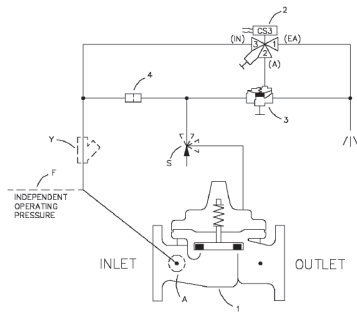 2
CS3
(IN)
3
1
(EA)
2
(A)
4
3
Y
S
F
INDEPENDENT
OPERATING
PRESSURE
INLET
OUTLET
A
1